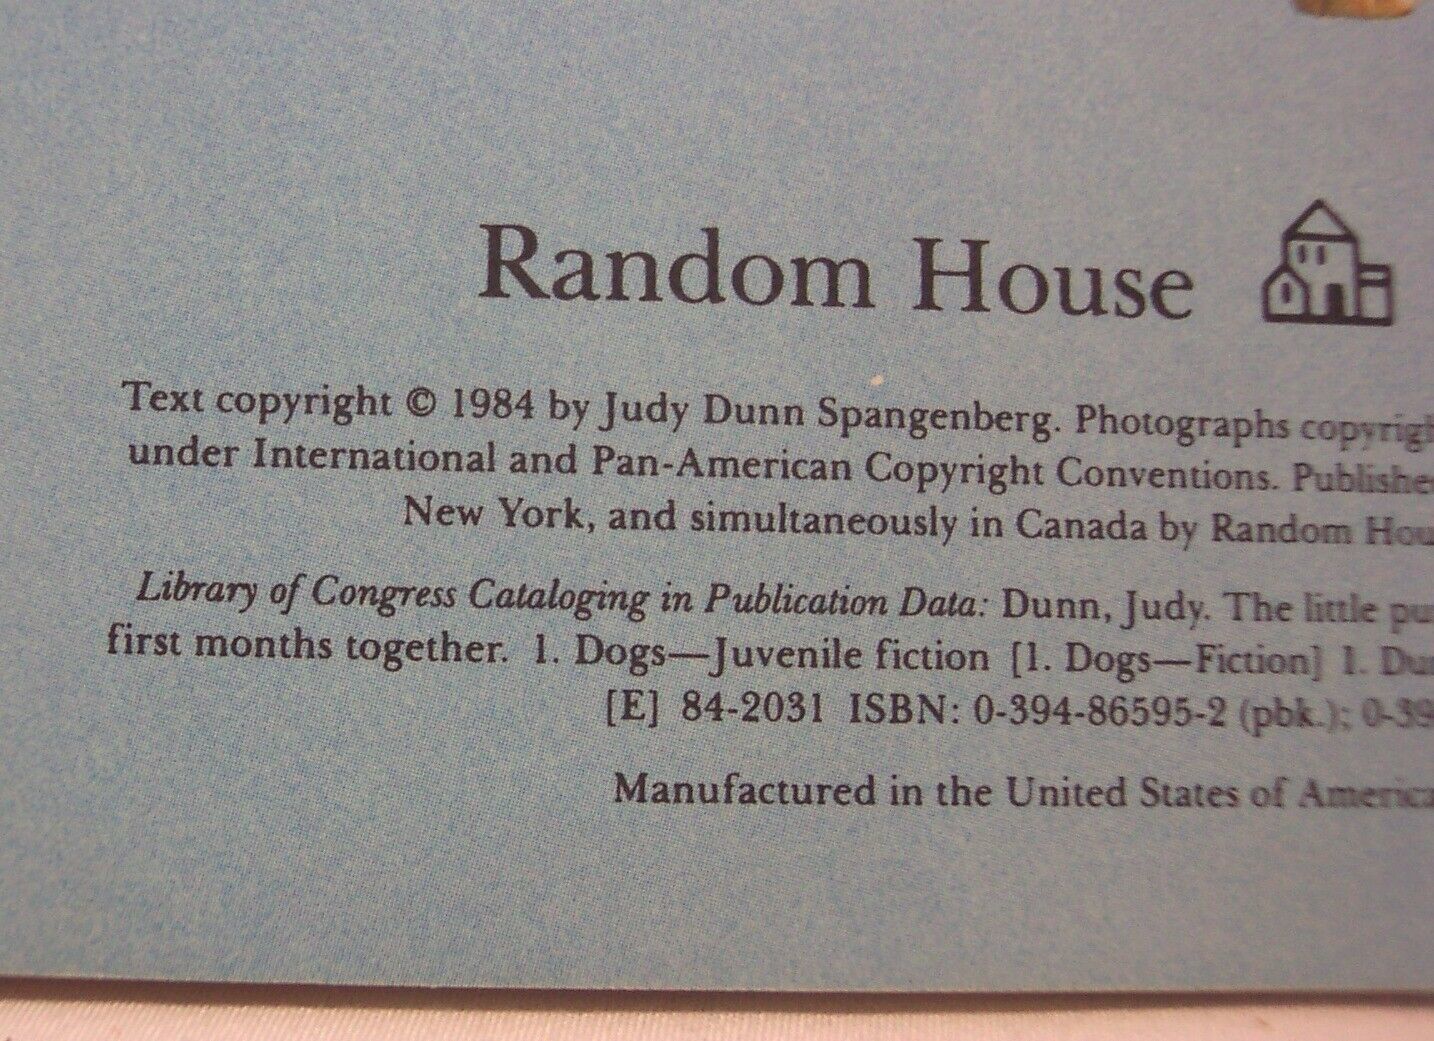 Random House
Text copyright © 1984 by Judy Dunn Spangenberg. Photographs
under International and Pan-American Copyright Conventions.
New York, and simultaneously in Canada by Random
Library of Congress Cataloging in Publication Data: Dunn, Judy. The little
first months together. 1. Dogs—Juvenile fiction [1. Dogs—Fiction] 1.
[E] 84-2031 ISBN: 0-394-86595-2 (pbk.);
Manufactured in the United States of America